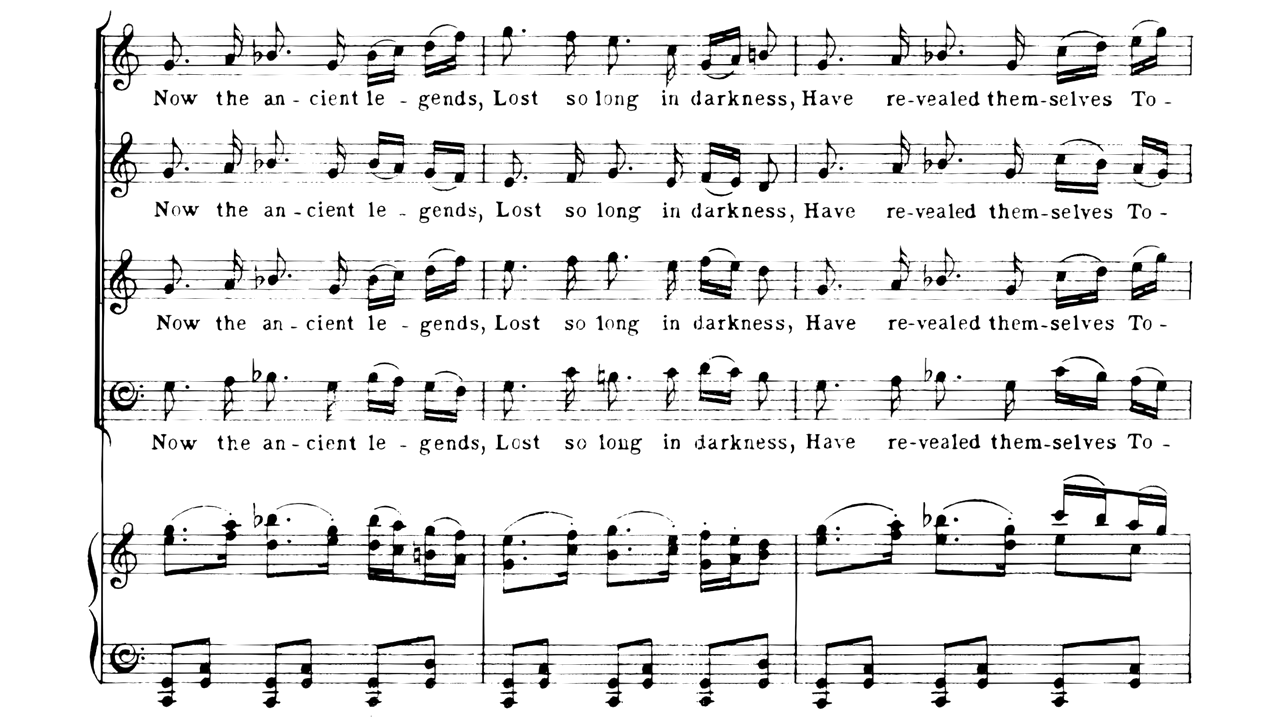 Now the an - cient le - gends, Lost so long in darkness, Have re-vealed them-selves To -
Now the an - cient le - gends, Lost so long in darkness, Have re-vealed them-selves To -
Now the an - cient le - gends, Lost so long in darkness, Have re-vealed them-selves To -
Now the an - cient le - gends, Lost so long in darkness, Have re-vealed them-selves To -